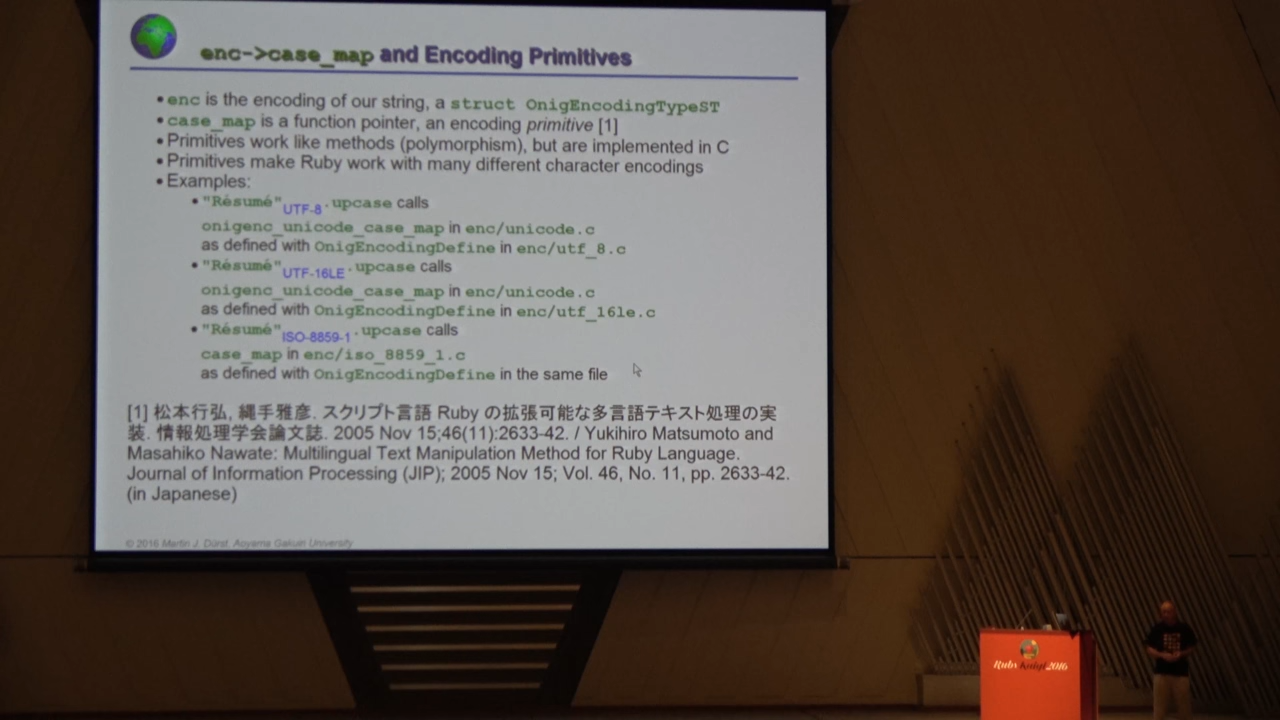 enc->case_map and Encoding Primitives
• enc is the encoding of our string, a struct OnigEncodingTypeST
• case_map is a function pointer, an encoding primitive [1]
• Primitives work like methods (polymorphism), but are implemented in C
• Primitives make Ruby work with many different character encodings
• Examples:
• "Résumé"UTF-8.upcase calls
onigenc_unicode_case_map in enc/unicode.c
as defined with OnigEncodingDefine in enc/utf_8.c
• "Résumé"UTF-16LE.upcase calls
onigenc_unicode_case_map in enc/unicode.c
as defined with OnigEncodingDefine in enc/utf_16le.c
• "Résumé"ISO-8859-1.upcase calls
case_map in enc/iso_8859_1.c
as defined with OnigEncodingDefine in the same file
[1] 松本行弘, 縄手雅彦. スクリプト言語 Ruby の拡張可能な多言語テキスト処理の実
装. 情報処理学会論文誌. 2005 Nov 15;46(11):2633-42. / Yukihiro Matsumoto and
Masahiko Nawate: Multilingual Text Manipulation Method for Ruby Language.
Journal of Information Processing (JIP); 2005 Nov 15; Vol. 46, No. 11, pp. 2633-42.
(in Japanese)
© 2016 Martin J. Dürst, Aoyama Gakuin University
RubyKaigi 2016